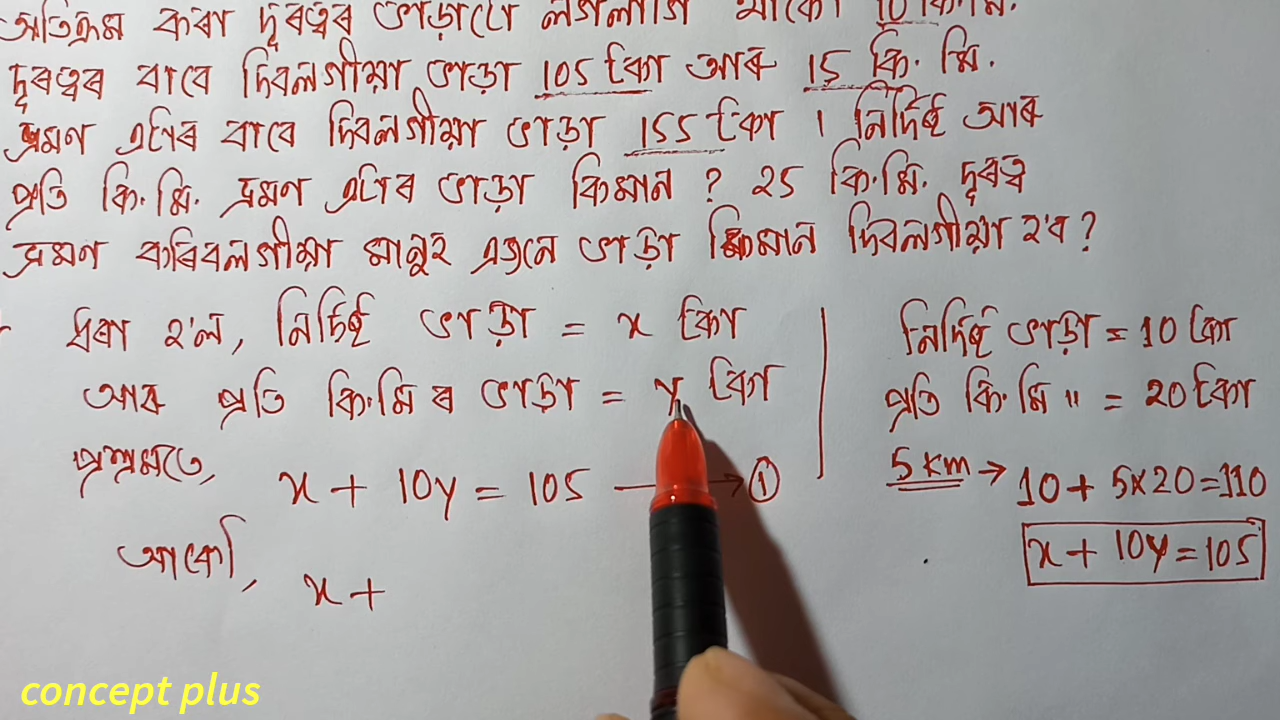 অতিক্ৰম কৰা দূৰত্বৰ ভাড়াটো লগলাগি থাকে। 10 কি.মি.
দূৰত্বৰ বাবে দিবলগীয়া ভাড়া 105 টকা আৰু 15 কি. মি.
ভ্ৰমণ এটাৰ বাবে দিবলগীয়া ভাড়া 155 টকা । নিৰ্দিষ্ট আৰু
প্ৰতি কি.মি. ভ্ৰমণ এটাৰ ভাড়া কিমান ? 25 কি.মি. দূৰত্ব
ভ্ৰমণ কৰিবলগীয়া মানুহ এজনে ভাড়া কিমান দিবলগীয়া হ'ব?
ধৰা হ'ল, নিৰ্দিষ্ট ভাড়া = x টকা
আৰু প্ৰতি কি.মি ৰ ভাড়া = y টকা
প্ৰশ্নমতে, x + 10y = 105 → ①
আকৌ, x +
নিৰ্দিষ্ট ভাড়া = 10 টকা
প্ৰতি কি.মি " = 20 টকা
5 km → 10 + 5×20 = 110
x + 10y = 105
concept plus